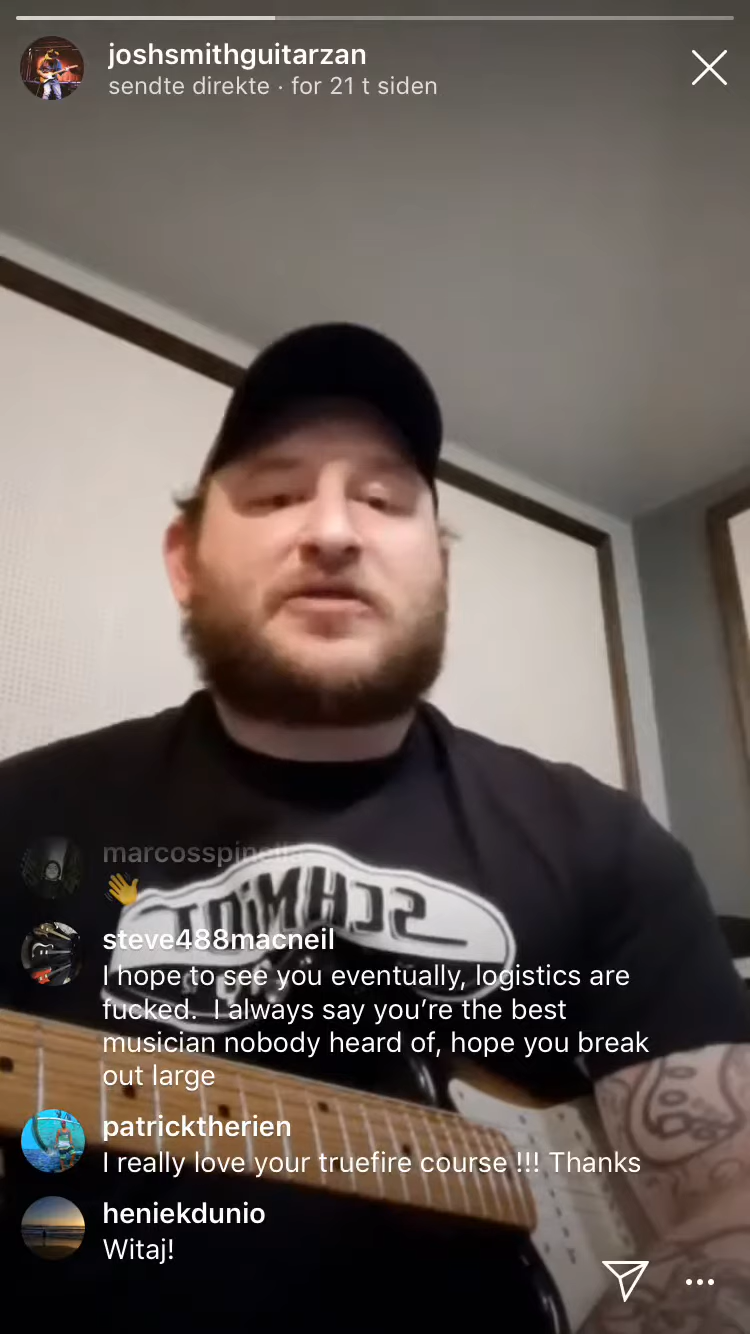 joshsmithguitarzan
sendte direkte · for 21 t siden
SCHMIDT
👋
steve488macneil
I hope to see you eventually, logistics are
fucked.  I always say you’re the best
musician nobody heard of, hope you break
out large
patricktherien
I really love your truefire course !!! Thanks
heniekdunio
Witaj!